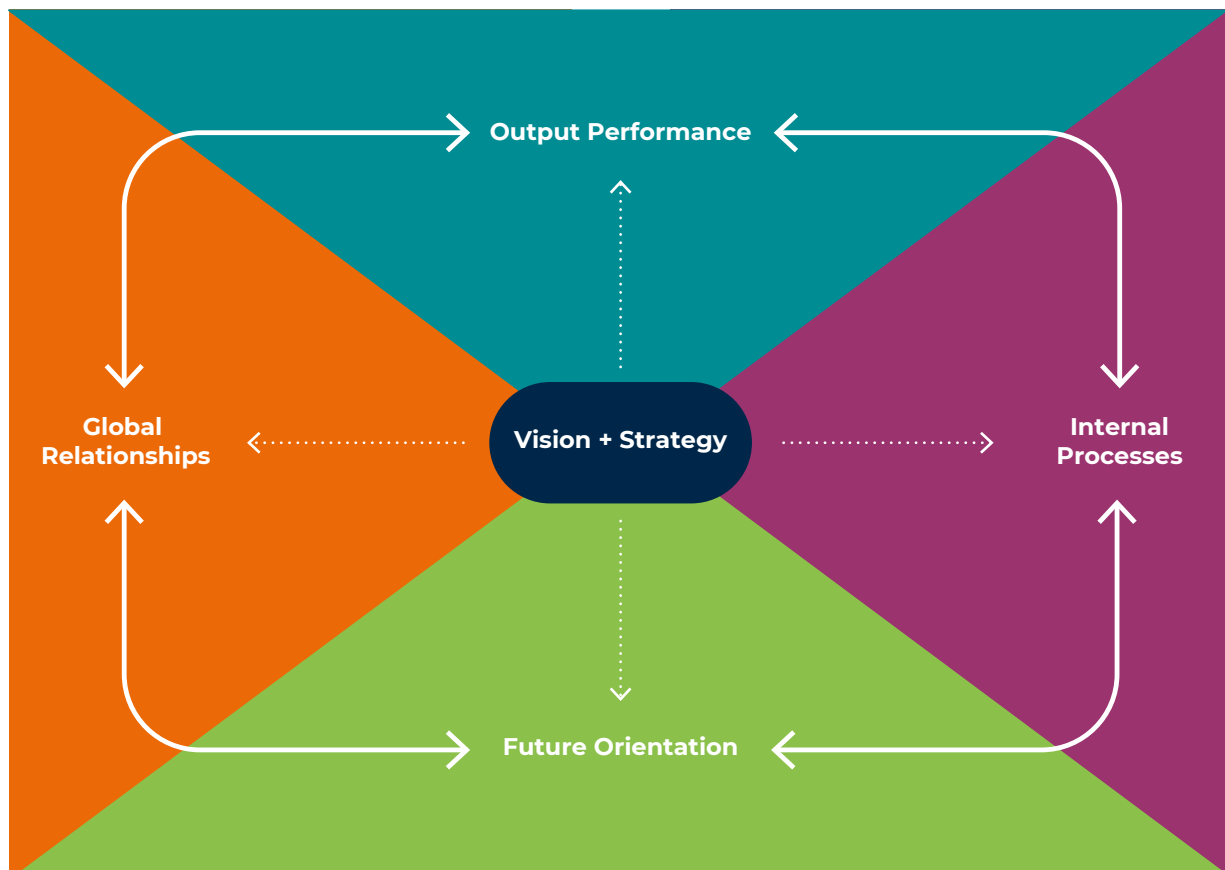 Output Performance
Global
Relationships
Vision + Strategy
Internal
Processes
Future Orientation